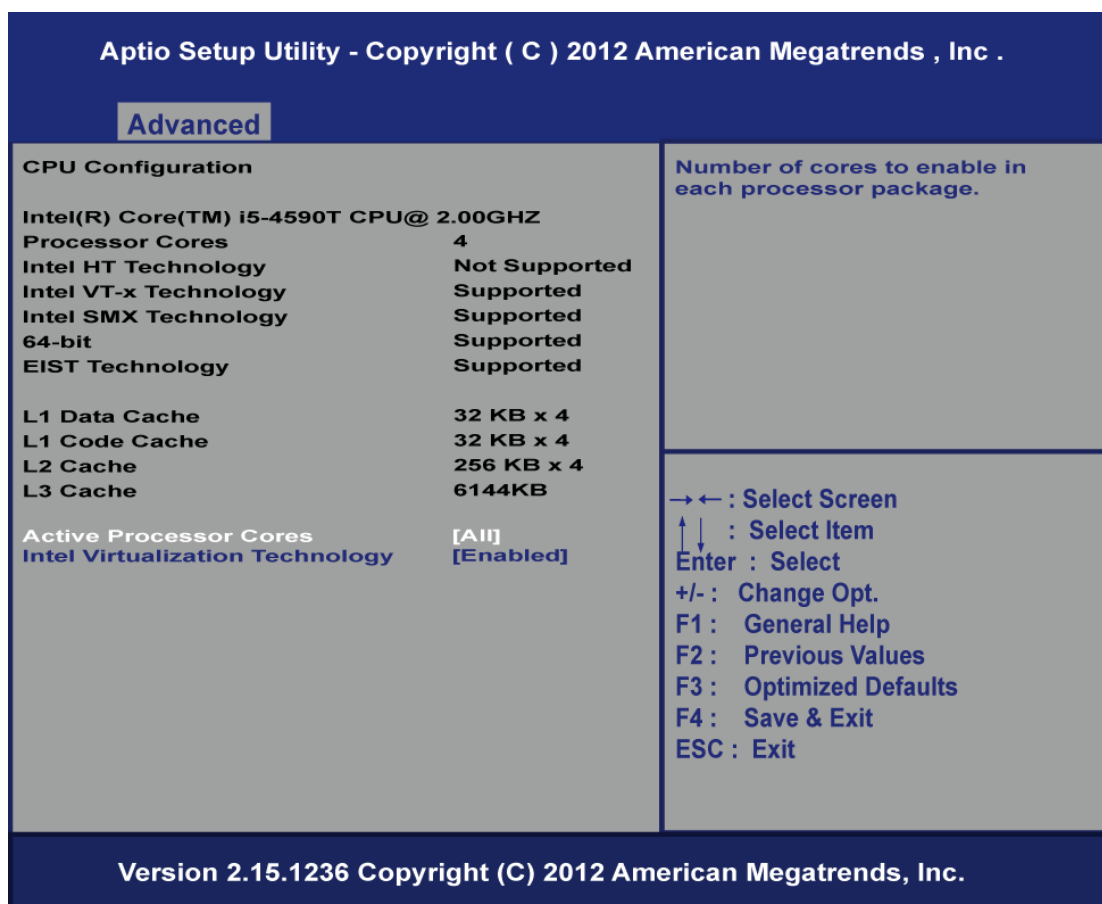 Aptio Setup Utility - Copyright ( C ) 2012 American Megatrends , Inc .
Advanced
CPU Configuration
Intel(R) Core(TM) i5-4590T CPU@ 2.00GHZ
Processor Cores 4
Intel HT Technology Not Supported
Intel VT-x Technology Supported
Intel SMX Technology Supported
64-bit Supported
EIST Technology Supported
L1 Data Cache 32 KB x 4
L1 Code Cache 32 KB x 4
L2 Cache 256 KB x 4
L3 Cache 6144KB
Active Processor Cores [All]
Intel Virtualization Technology [Enabled]
Number of cores to enable in
each processor package.
→ ← : Select Screen
↑ ↓ : Select Item
Enter : Select
+/- : Change Opt.
F1 : General Help
F2 : Previous Values
F3 : Optimized Defaults
F4 : Save & Exit
ESC : Exit
Version 2.15.1236 Copyright (C) 2012 American Megatrends, Inc.